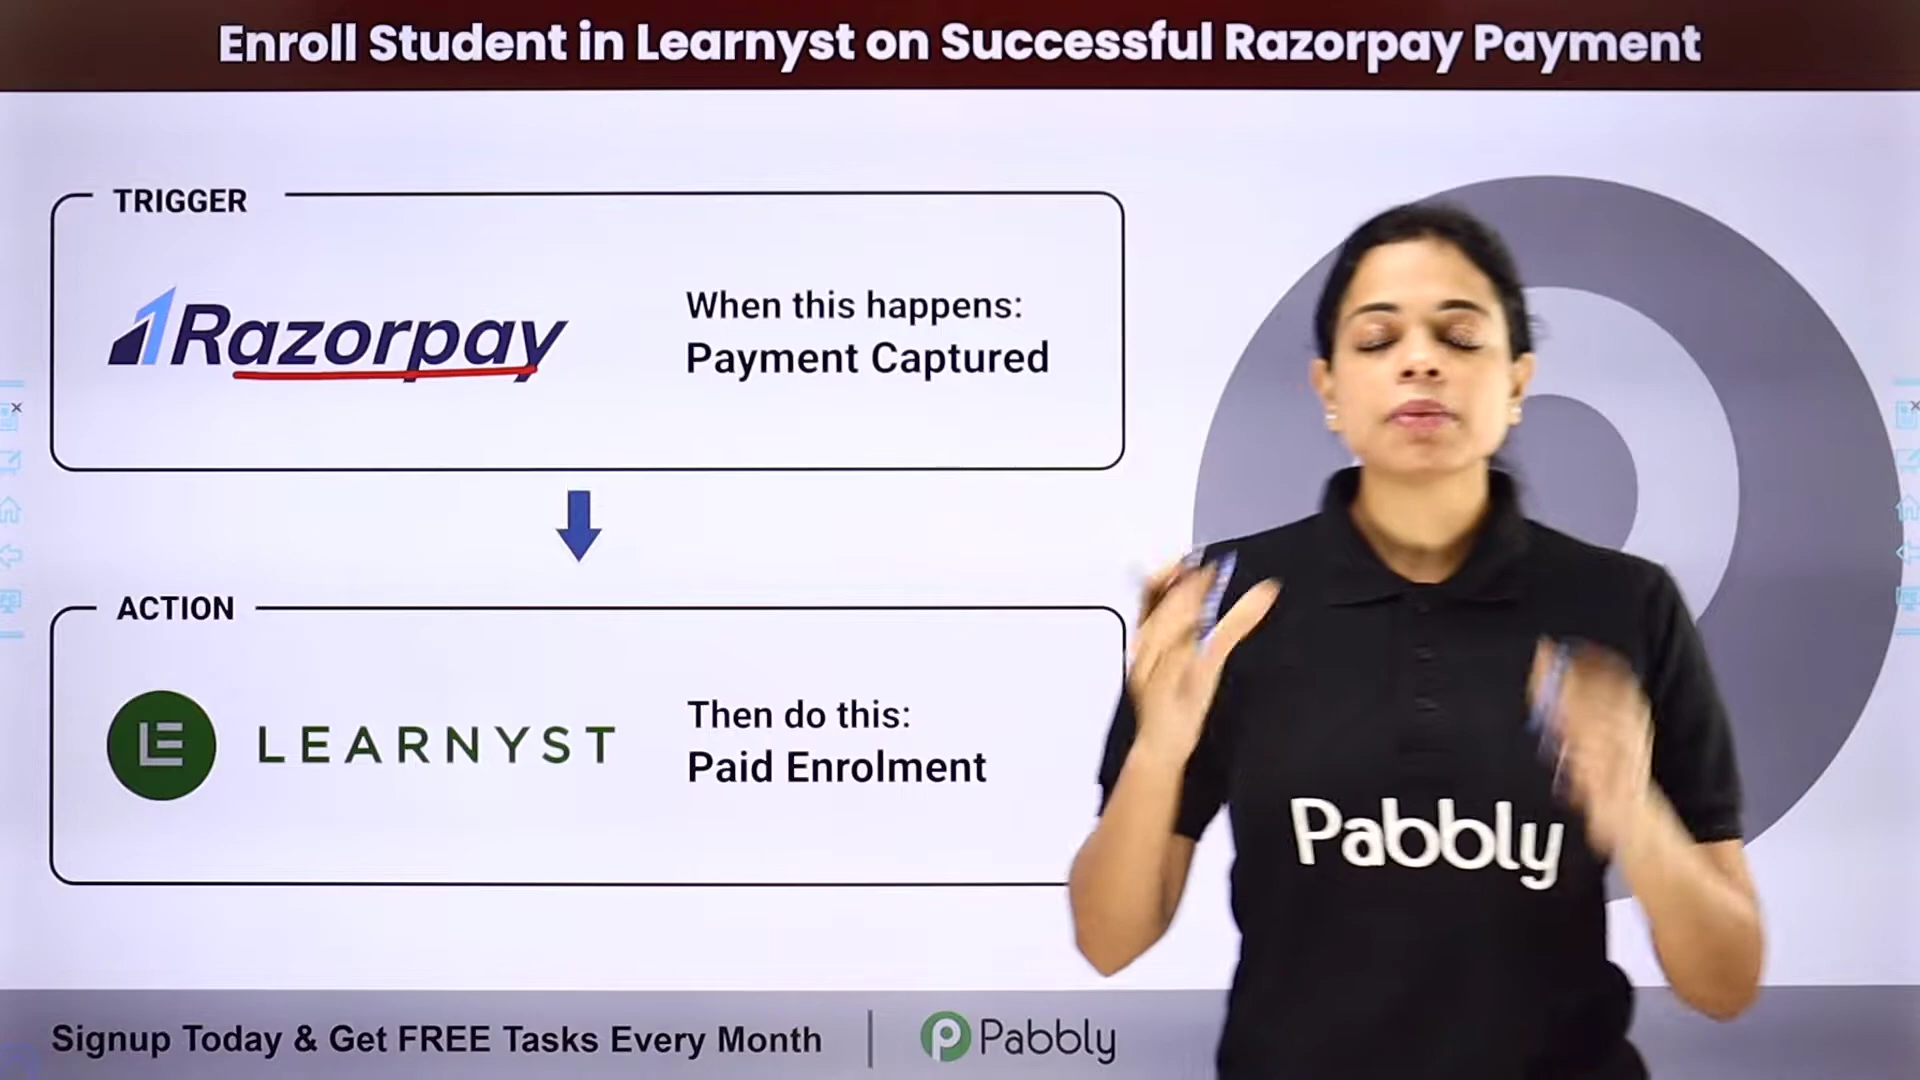 Enroll Student in Learnyst on Successful Razorpay Payment
TRIGGER
Razorpay
When this happens:
Payment Captured
ACTION
LE
LEARNYST
Then do this:
Paid Enrolment
Pabbly
Signup Today & Get FREE Tasks Every Month
Pabbly